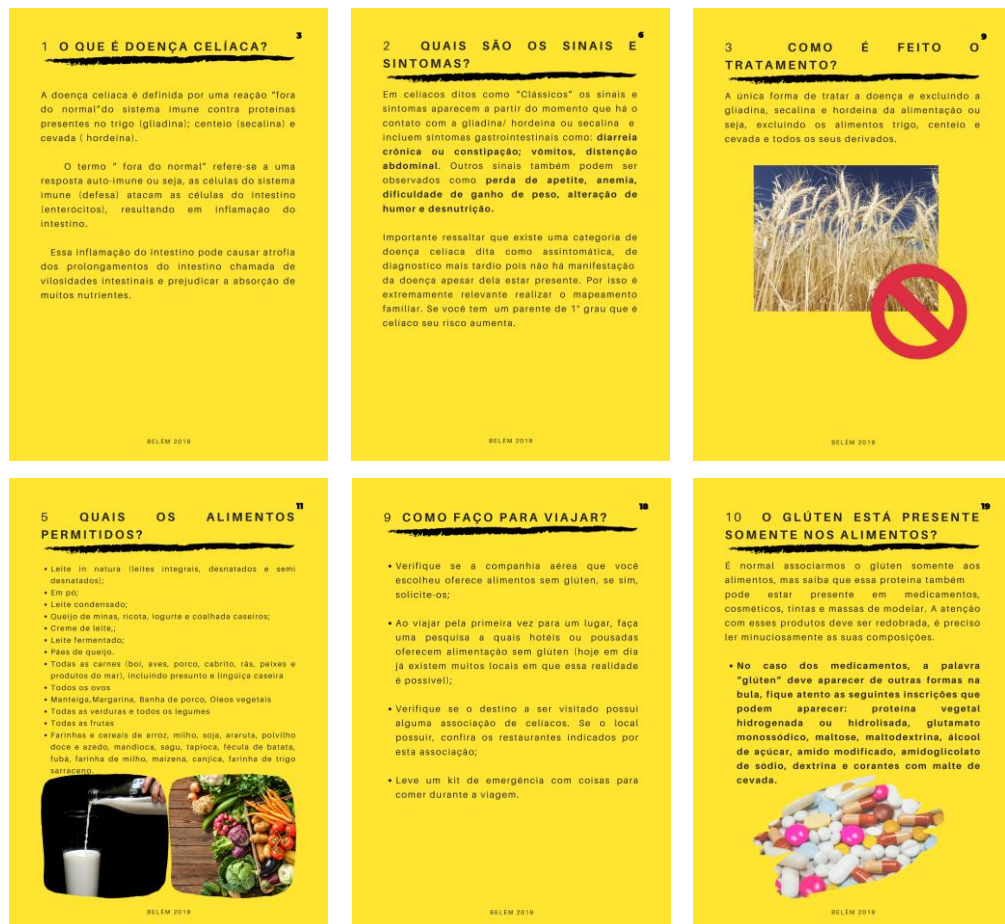 3
1 O QUE É DOENÇA CELÍACA?
A doença celíaca é definida por uma reação "fora
do normal"do sistema imune contra proteínas
presentes no trigo (gliadina); centeio (secalina) e
cevada ( hordeína).
O termo " fora do normal" refere-se a uma
resposta auto-imune ou seja, as células do sistema
imune (defesa) atacam as células do intestino
(enterócitos), resultando em inflamação do
intestino.
Essa inflamação do intestino pode causar atrofia
dos prolongamentos do intestino chamada de
vilosidades intestinais e prejudicar a absorção de
muitos nutrientes.
BELÉM 2019
6
2 QUAIS SÃO OS SINAIS E
SINTOMAS?
Em celíacos ditos como "Clássicos" os sinais e
sintomas aparecem a partir do momento que há o
contato com a gliadina/ hordeína ou secalina e
incluem sintomas gastrointestinais como: diarreia
crônica ou constipação; vômitos, distenção
abdominal. Outros sinais também podem ser
observados como perda de apetite, anemia,
dificuldade de ganho de peso, alteração de
humor e desnutrição.
Importante ressaltar que existe uma categoria de
doença celíaca dita como assintomática, de
diagnostico mais tardio pois não há manifestação
da doença apesar dela estar presente. Por isso é
extremamente relevante realizar o mapeamento
familiar. Se você tem um parente de 1° grau que é
celíaco seu risco aumenta.
BELÉM 2019
9
3 COMO É FEITO O
TRATAMENTO?
A única forma de tratar a doença e excluindo a
gliadina, secalina e hordeína da alimentação ou
seja, excluindo os alimentos trigo, centeio e
cevada e todos os seus derivados.
BELÉM 2019
11
5 QUAIS OS ALIMENTOS
PERMITIDOS?
• Leite in natura (leites integrais, desnatados e semi
desnatados);
• Em pó;
• Leite condensado;
• Queijo de minas, ricota, iogurte e coalhada caseiros;
• Creme de leite,;
• Leite fermentado;
• Pães de queijo.
• Todas as carnes (boi, aves, porco, cabrito, rãs, peixes e
produtos do mar), incluindo presunto e lingüiça caseira
• Todos os ovos
• Manteiga,Margarina, Banha de porco, Óleos vegetais
• Todas as verduras e todos os legumes
• Todas as frutas
• Farinhas e cereais de arroz, milho, soja, araruta, polvilho
doce e azedo, mandioca, sagu, tapioca, fécula de batata,
fubá, farinha de milho, maizena, canjica, farinha de trigo
sarraceno.
BELÉM 2019
18
9 COMO FAÇO PARA VIAJAR?
• Verifique se a companhia aérea que você
escolheu oferece alimentos sem glúten, se sim,
solicite-os;
• Ao viajar pela primeira vez para um lugar, faça
uma pesquisa a quais hotéis ou pousadas
oferecem alimentação sem glúten (hoje em dia
já existem muitos locais em que essa realidade
é possível);
• Verifique se o destino a ser visitado possui
alguma associação de celíacos. Se o local
possuir, confira os restaurantes indicados por
esta associação;
• Leve um kit de emergência com coisas para
comer durante a viagem.
BELÉM 2019
19
10 O GLÚTEN ESTÁ PRESENTE
SOMENTE NOS ALIMENTOS?
É normal associarmos o glúten somente aos
alimentos, mas saiba que essa proteína também
pode estar presente em medicamentos,
cosméticos, tintas e massas de modelar. A atenção
com esses produtos deve ser redobrada, é preciso
ler minuciosamente as suas composições.
• No caso dos medicamentos, a palavra
"glúten" deve aparecer de outras formas na
bula, fique atento as seguintes inscrições que
podem aparecer: proteína vegetal
hidrogenada ou hidrolisada, glutamato
monossódico, maltose, maltodextrina, álcool
de açúcar, amido modificado, amidoglicolato
de sódio, dextrina e corantes com malte de
cevada.
BELÉM 2019